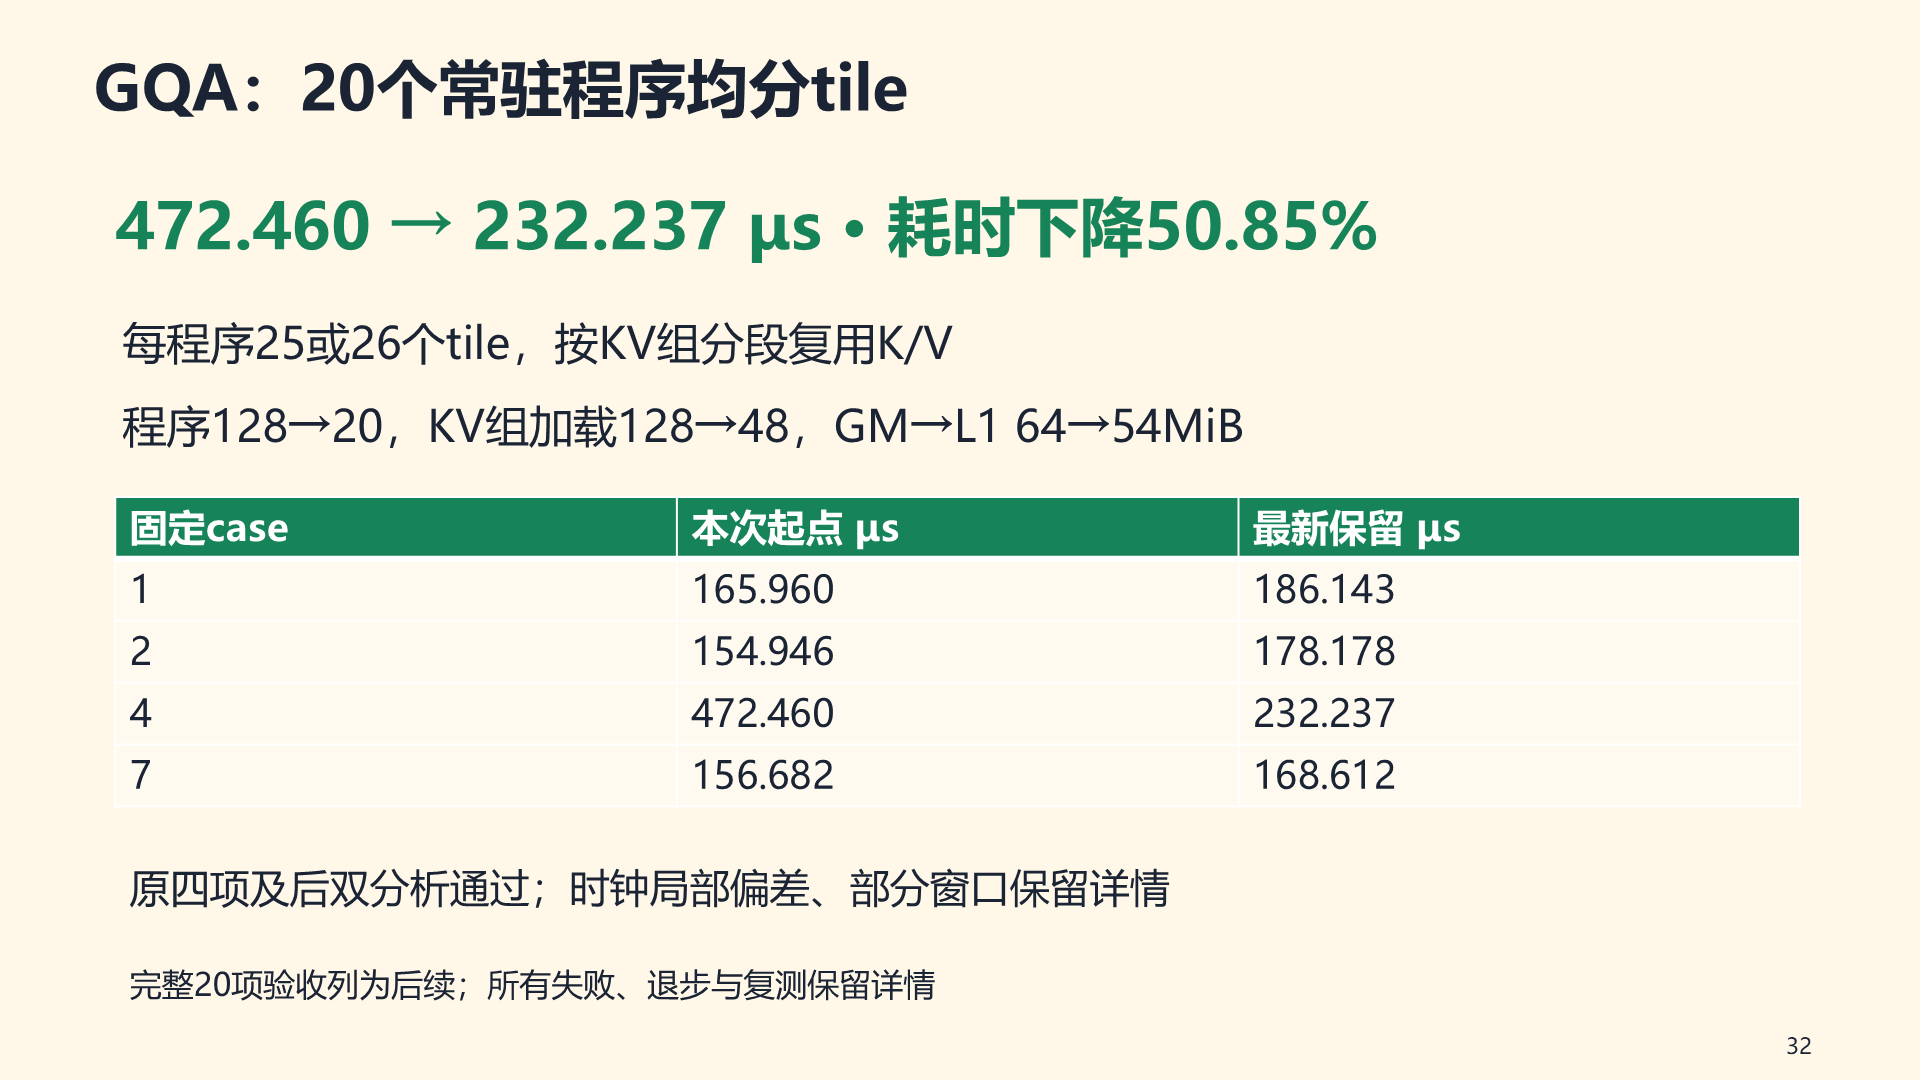 GQA：20个常驻程序均分tile
472.460 → 232.237 μs · 耗时下降50.85%
每程序25或26个tile，按KV组分段复用K/V
程序128→20，KV组加载128→48，GM→L1 64→54MiB
固定case 本次起点 μs 最新保留 μs
1 165.960 186.143
2 154.946 178.178
4 472.460 232.237
7 156.682 168.612
原四项及后双分析通过；时钟局部偏差、部分窗口保留详情
完整20项验收列为后续；所有失败、退步与复测保留详情
32